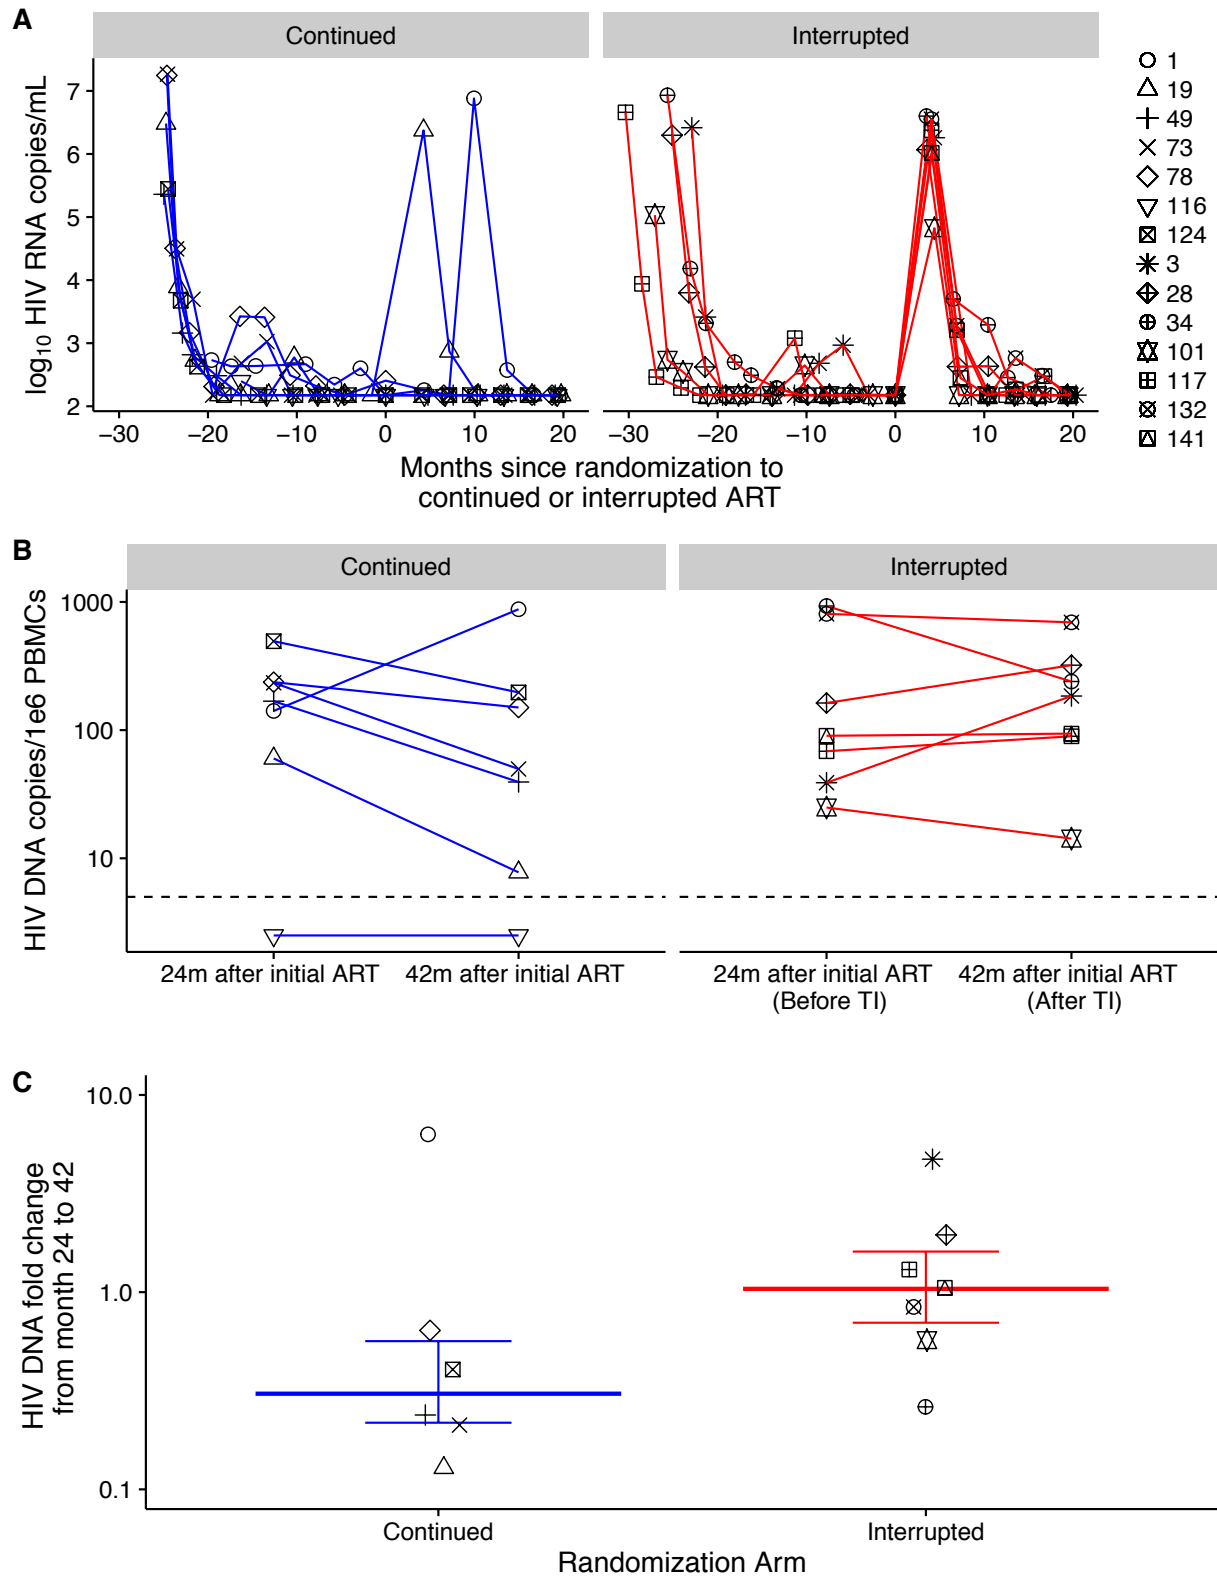 A
Continued
Interrupted
log10 HIV RNA copies/mL
7
6
5
4
3
2
−30
−20
−10
0
10
20
−30
−20
−10
0
10
20
Months since randomization to
continued or interrupted ART
1
19
49
73
78
116
124
3
28
34
101
117
132
141
B
Continued
Interrupted
HIV DNA copies/1e6 PBMCs
1000
100
10
24m after initial ART
42m after initial ART
24m after initial ART
(Before TI)
42m after initial ART
(After TI)
C
HIV DNA fold change
from month 24 to 42
10.0
1.0
0.1
Continued
Interrupted
Randomization Arm